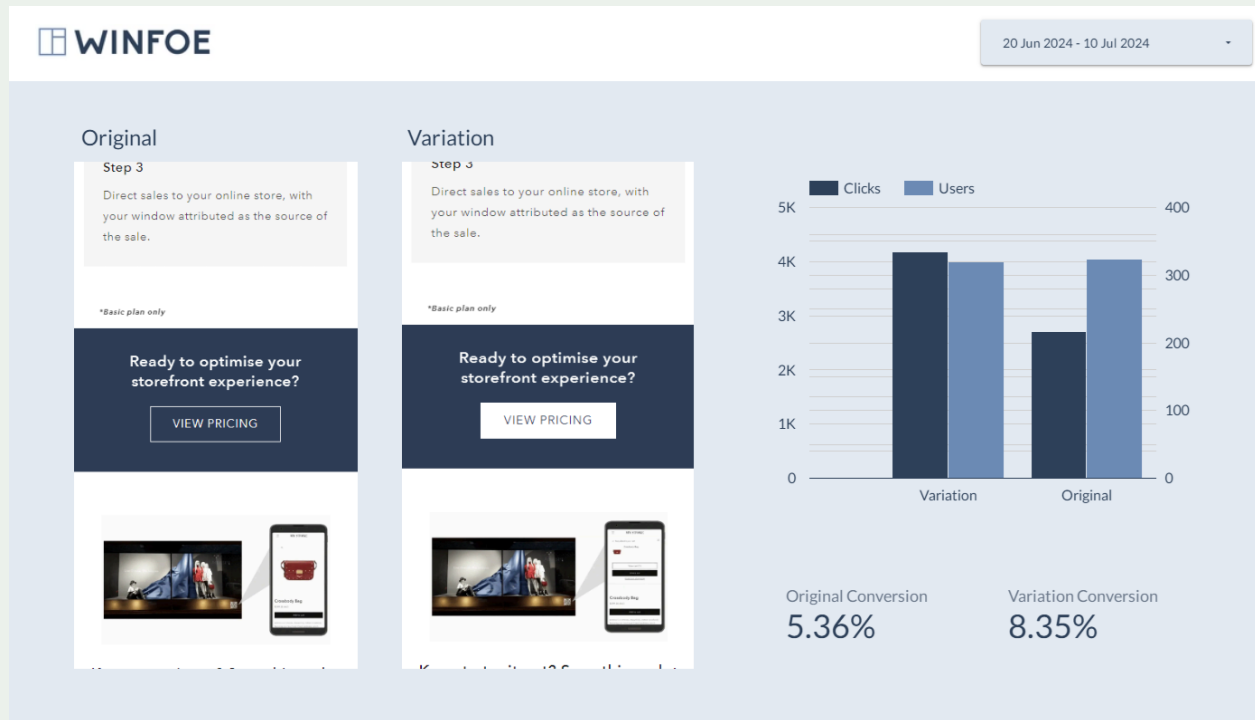 WINFOE
20 Jun 2024 - 10 Jul 2024
Original
Step 3
Direct sales to your online store, with
your window attributed as the source of
the sale.
*Basic plan only
Ready to optimise your
storefront experience?
VIEW PRICING
Variation
Step 3
Direct sales to your online store, with
your window attributed as the source of
the sale.
*Basic plan only
Ready to optimise your
storefront experience?
VIEW PRICING
Clicks
Users
5K
4K
3K
2K
1K
0
400
300
200
100
0
Variation
Original
Original Conversion
5.36%
Variation Conversion
8.35%